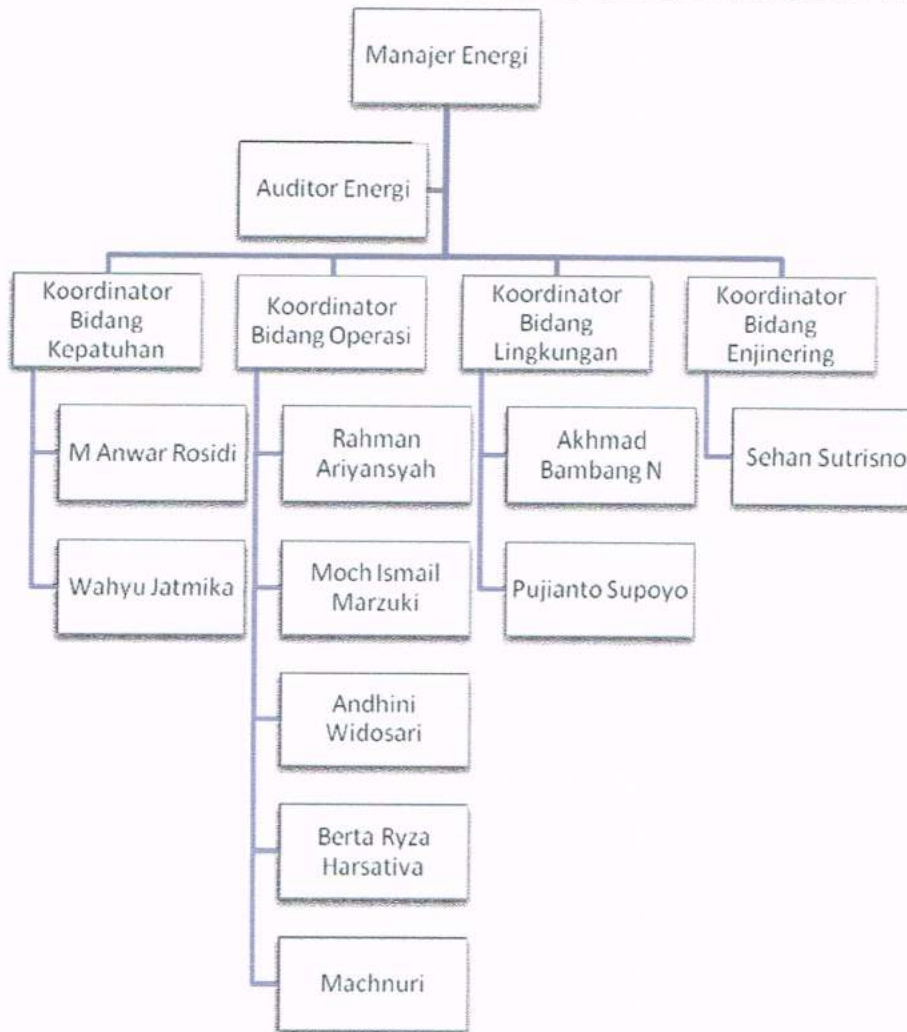 Manajer Energi
Auditor Energi
Koordinator
Bidang
Kepatuhan
Koordinator
Bidang Operasi
Koordinator
Bidang
Lingkungan
Koordinator
Bidang
Enjinering
M Anwar Rosidi
Wahyu Jatmika
Rahman
Ariyansyah
Moch Ismail
Marzuki
Andhini
Widosari
Berta Ryza
Harsativa
Machnuri
Akhmad
Bambang N
Pujianto Supoyo
Sehan Sutrisno